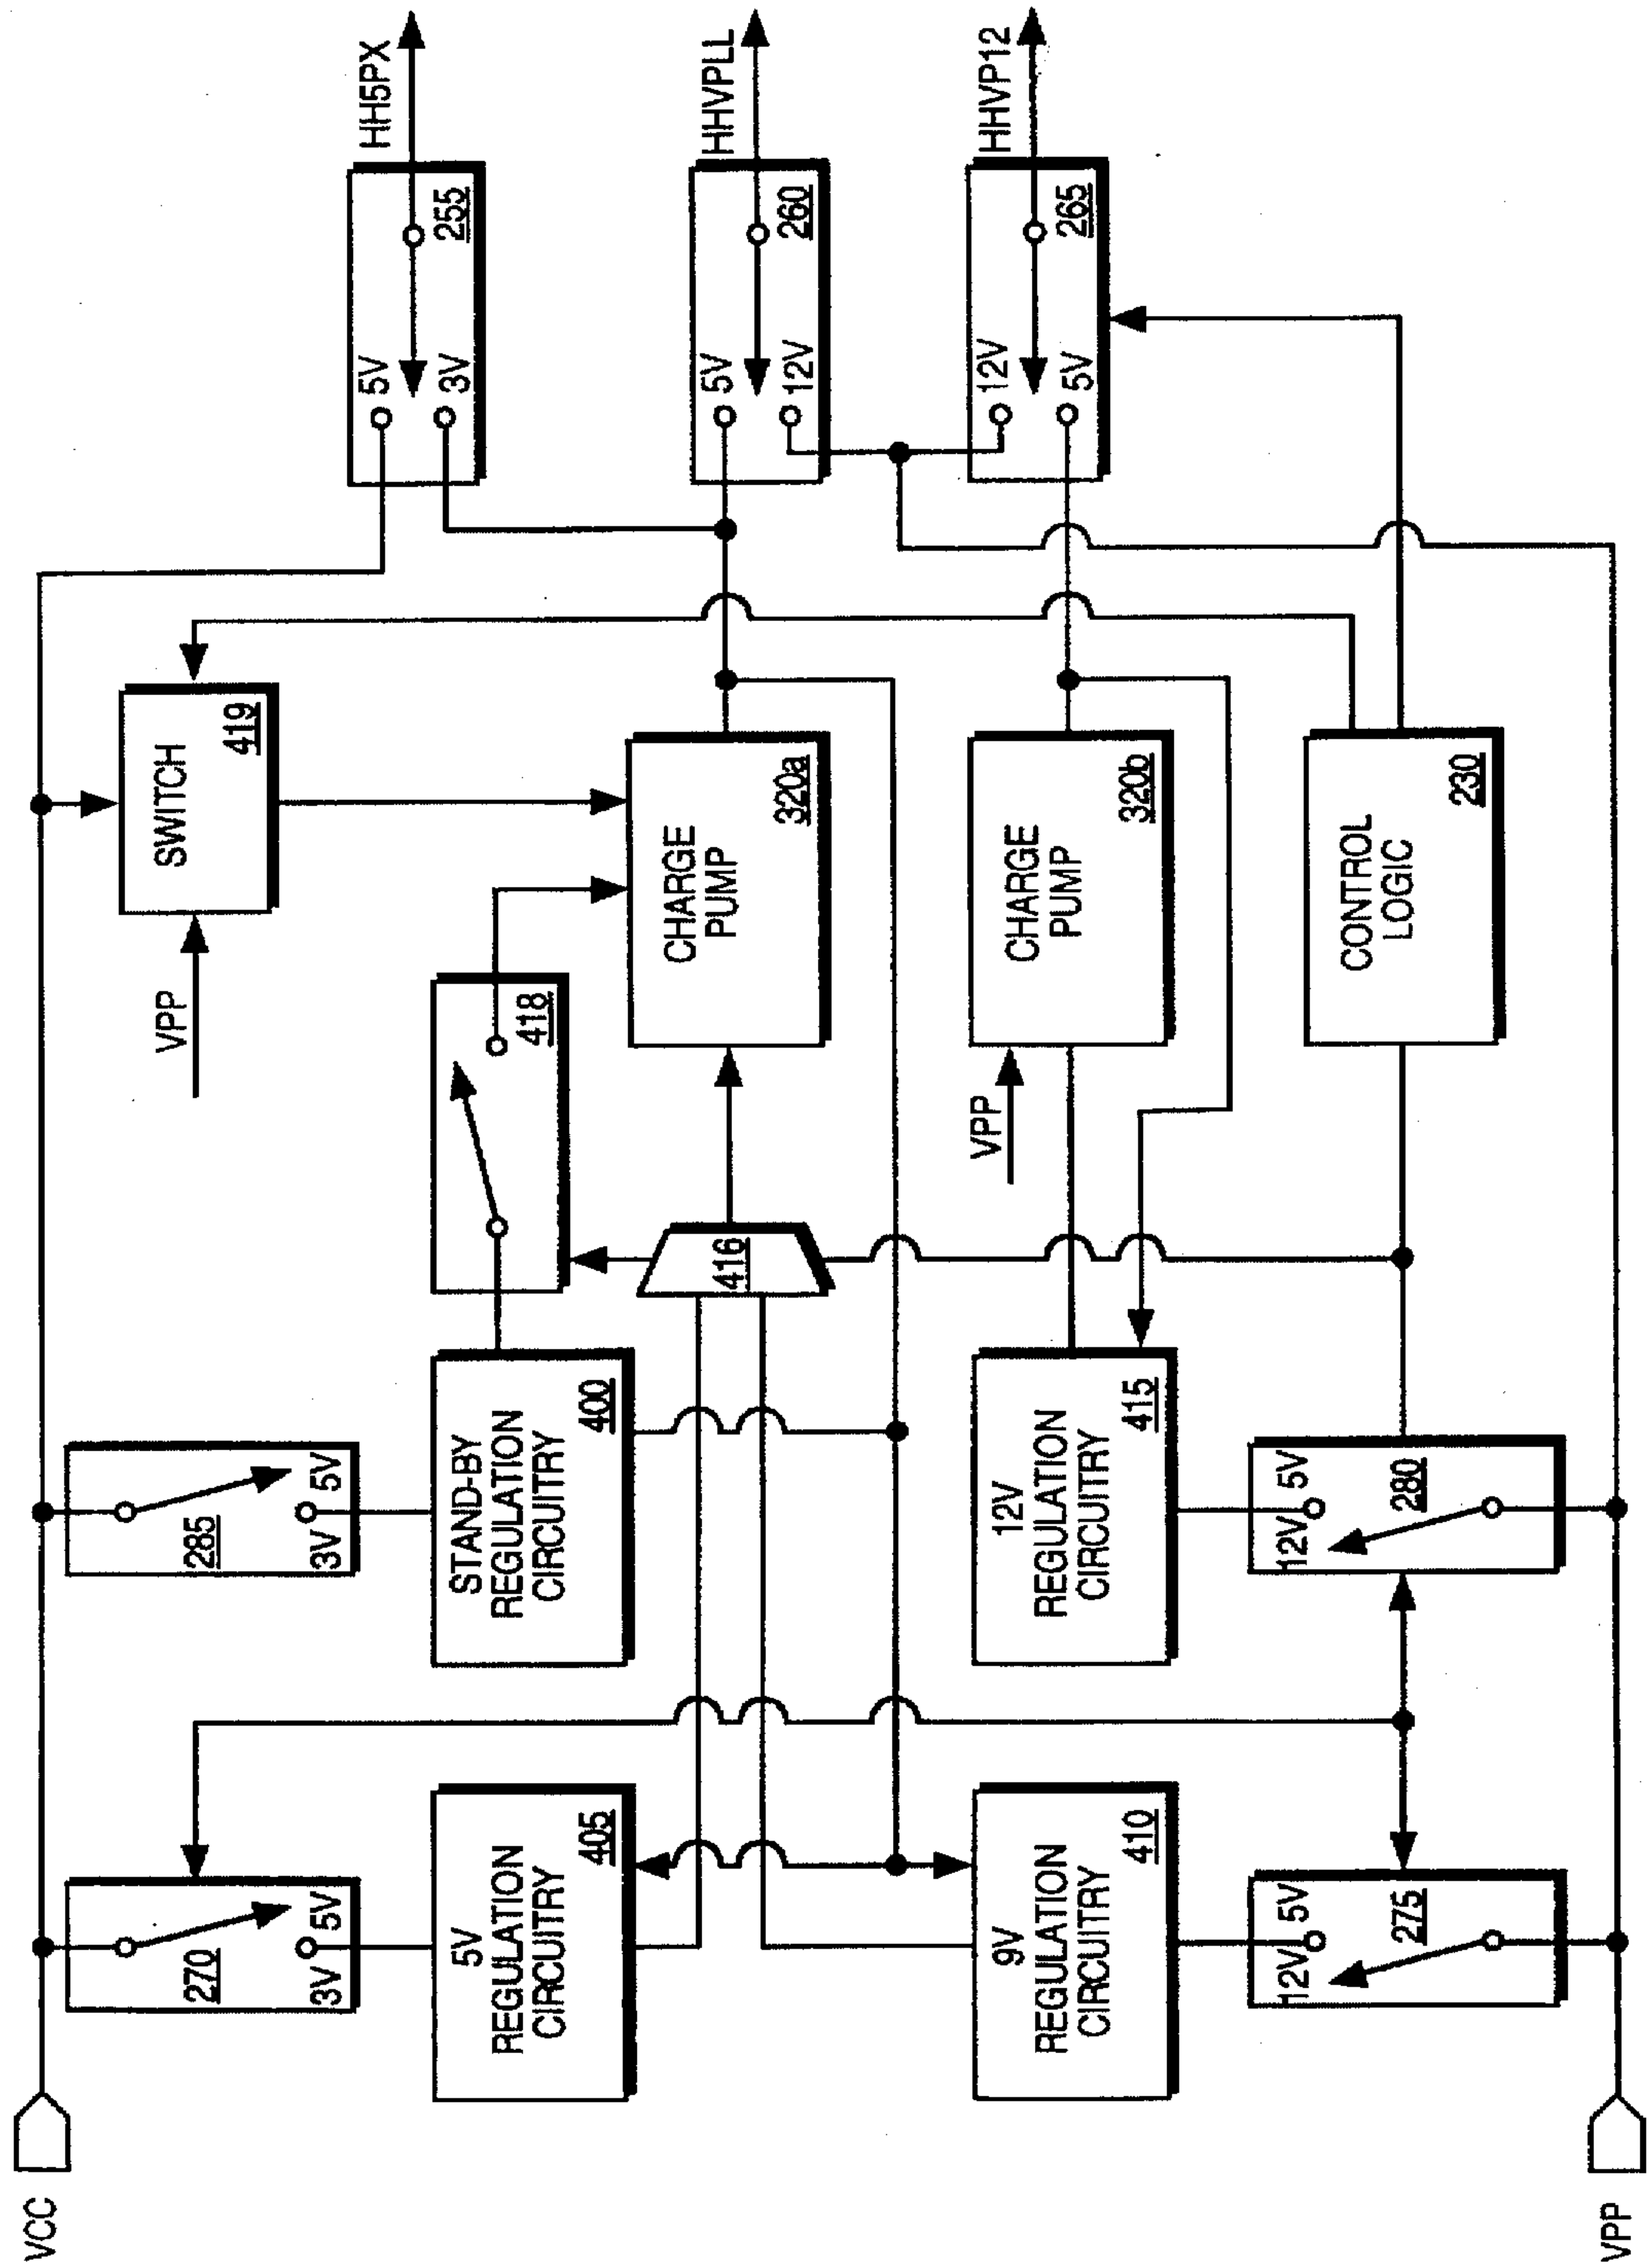 VCC
270
3V 5V
285
3V 5V
VPP
SWITCH
419
5V
3V
255
HH5PX
5V
REGULATION
CIRCUITRY
405
STAND-BY
REGULATION
CIRCUITRY
400
418
416
CHARGE
PUMP
320a
5V
12V
260
HHVPLL
9V
REGULATION
CIRCUITRY
410
12V
REGULATION
CIRCUITRY
415
VPP
CHARGE
PUMP
320b
12V
5V
265
HHVP12
12V 5V
275
12V 5V
280
CONTROL
LOGIC
230
VPP